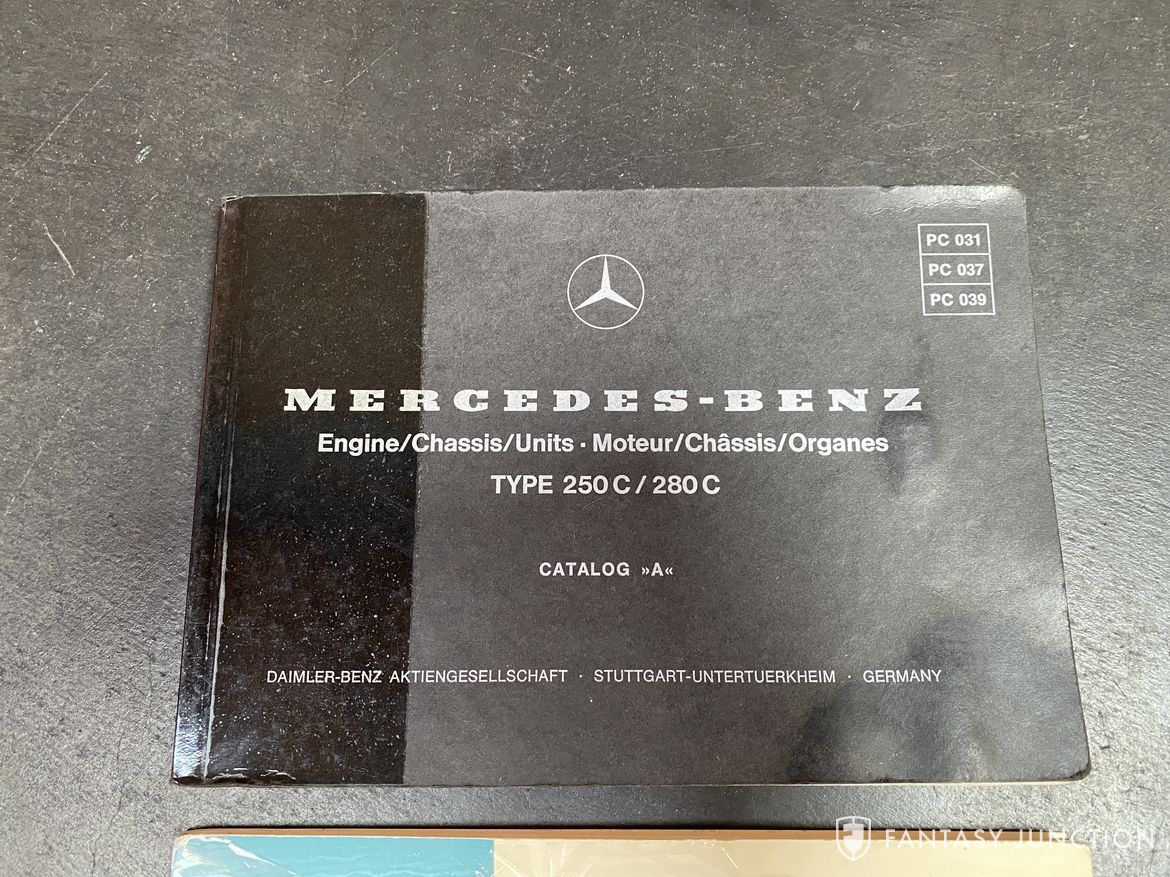 PC 031
PC 037
PC 039
MERCEDES-BENZ
Engine/Chassis/Units · Moteur/Châssis/Organes
TYPE 250 C / 280 C
CATALOG »A«
DAIMLER-BENZ AKTIENGESELLSCHAFT · STUTTGART-UNTERTUERKHEIM · GERMANY
FANTASY JUNCTION